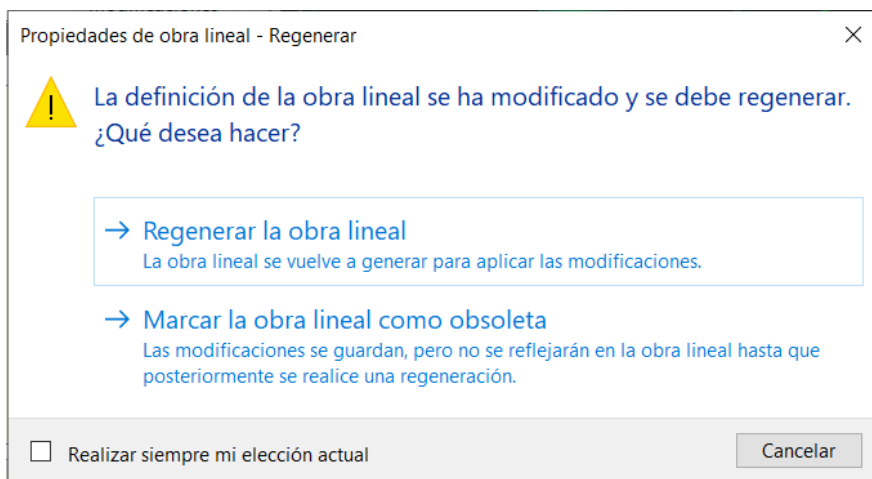 Propiedades de obra lineal - Regenerar
La definición de la obra lineal se ha modificado y se debe regenerar.
¿Qué desea hacer?
Regenerar la obra lineal
La obra lineal se vuelve a generar para aplicar las modificaciones.
Marcar la obra lineal como obsoleta
Las modificaciones se guardan, pero no se reflejarán en la obra lineal hasta que
posteriormente se realice una regeneración.
Realizar siempre mi elección actual
Cancelar